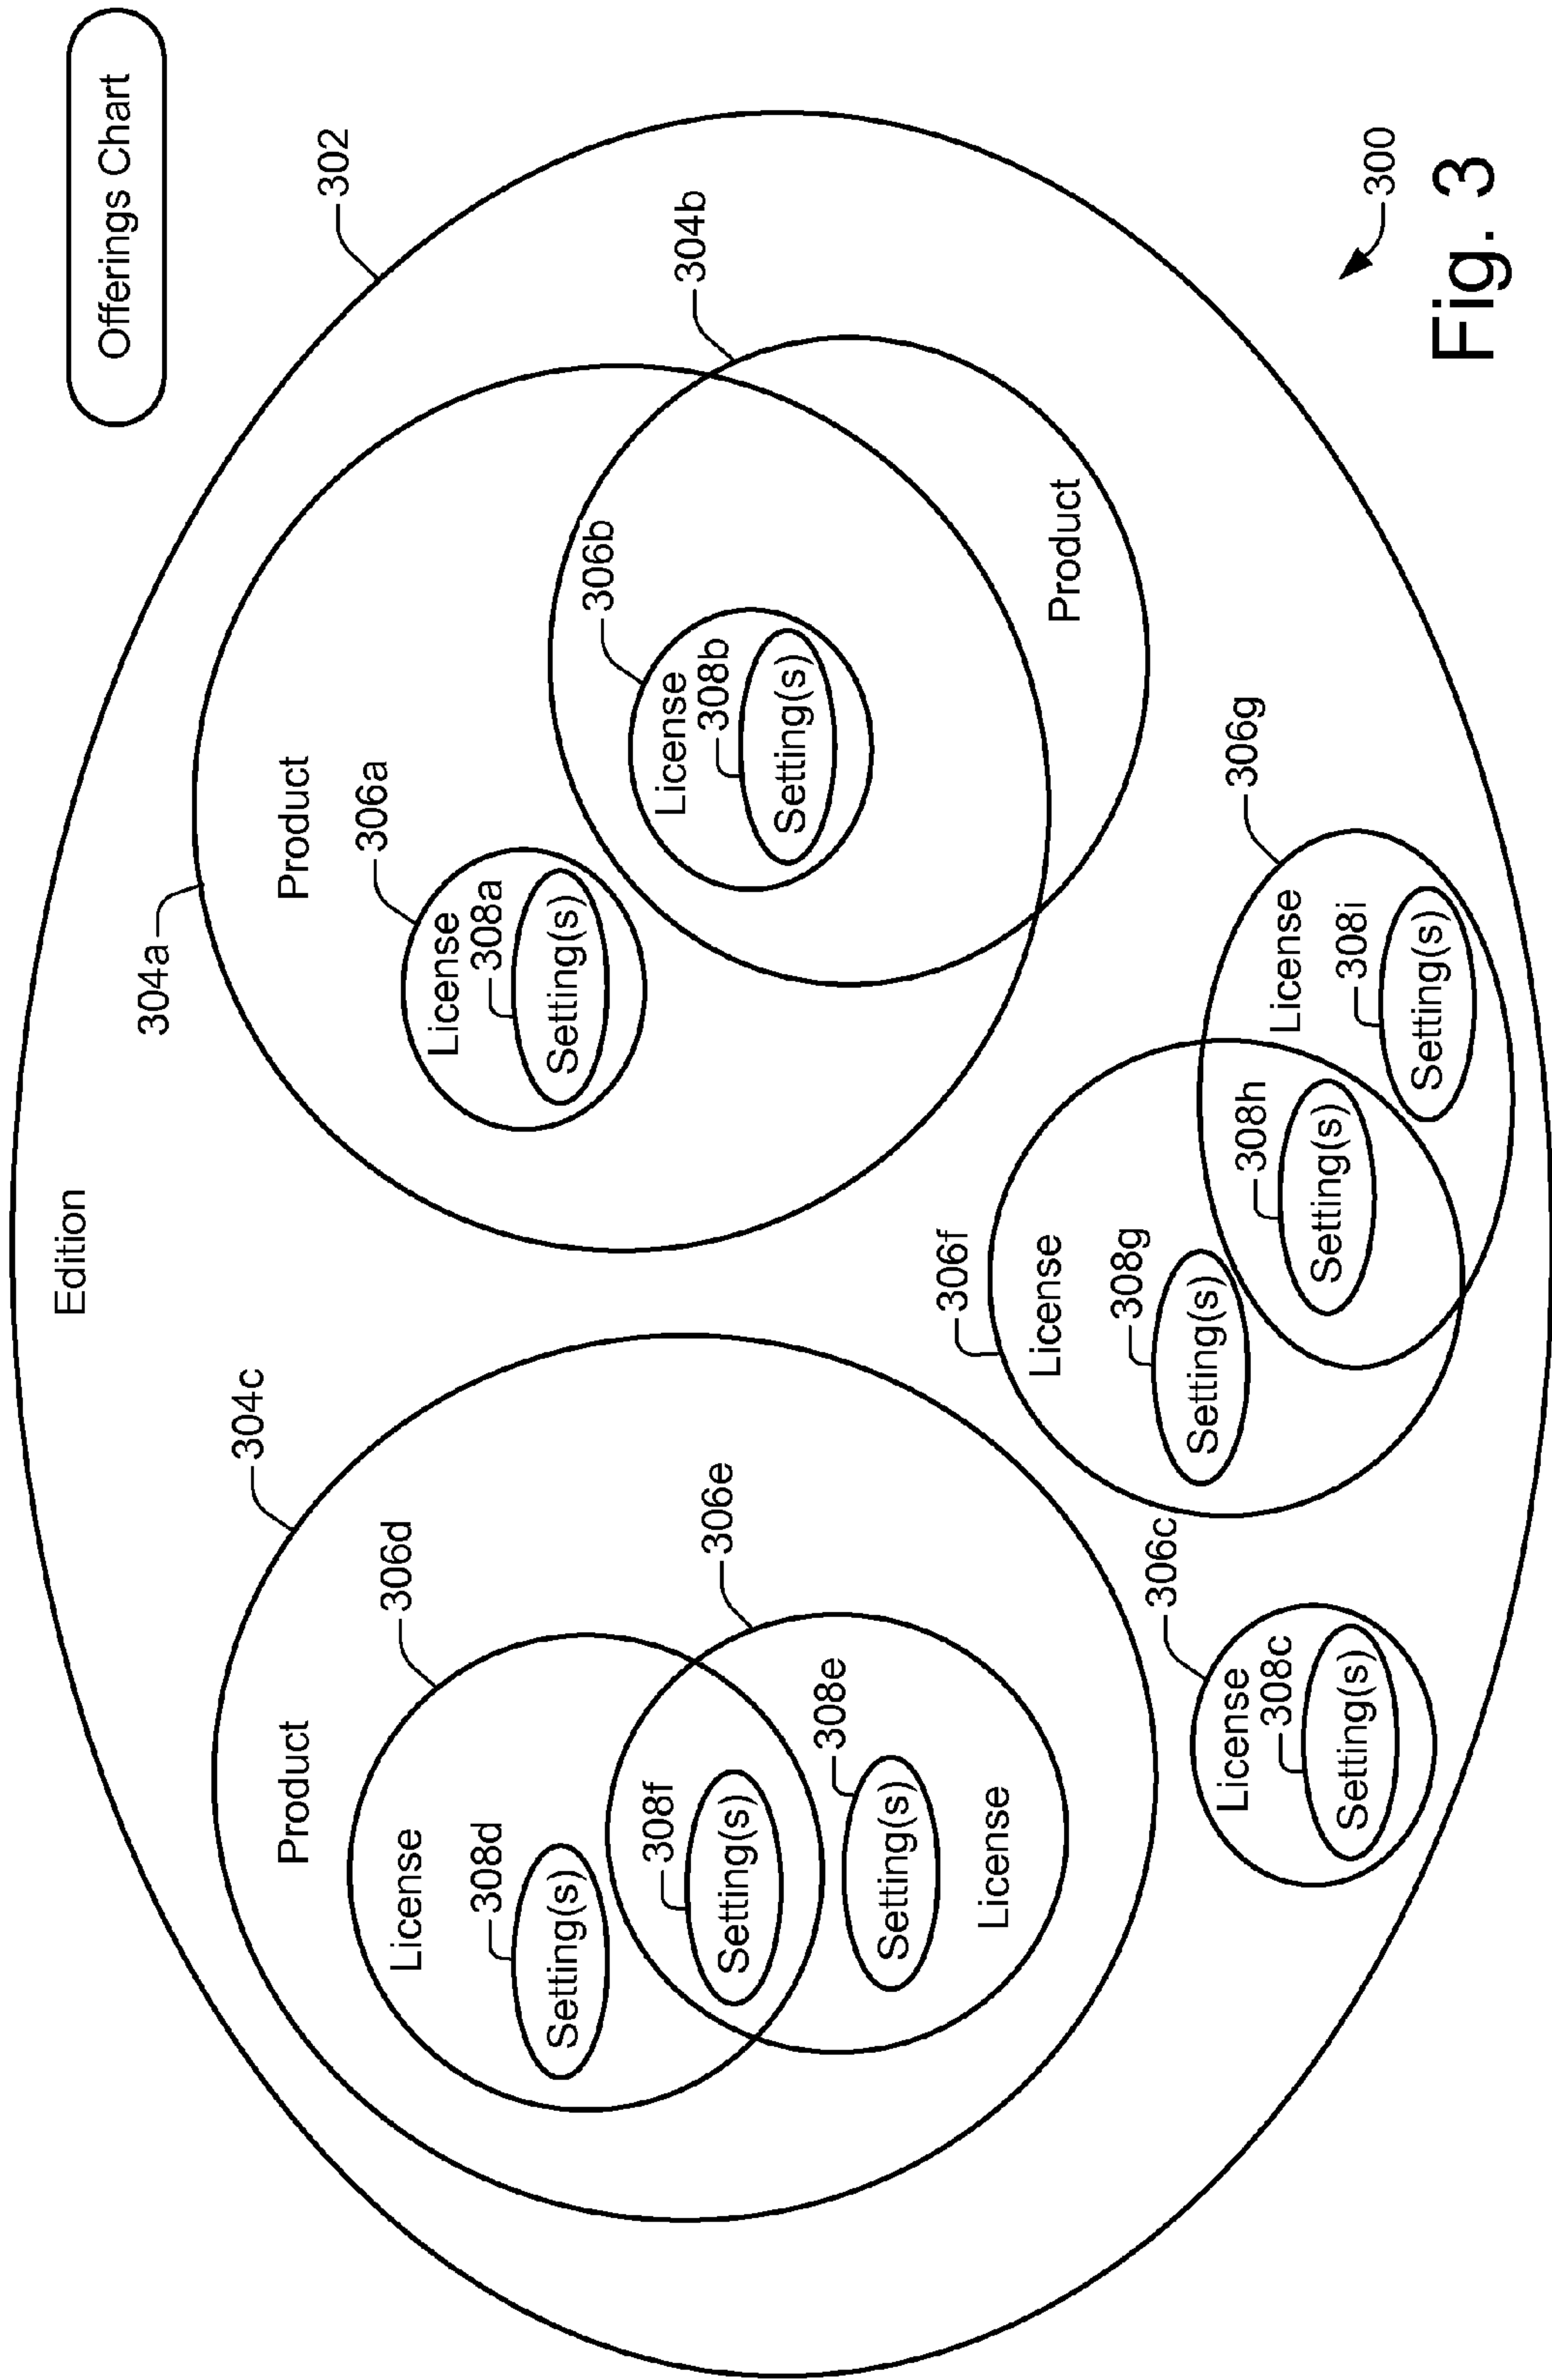 Offerings Chart
Edition
302
304a
304c
Product
306a
License
308a
Setting(s)
304b
306b
License
308b
Setting(s)
Product
Product
306d
License
308d
Setting(s)
306e
308f
Setting(s)
308e
Setting(s)
License
306f
License
308g
Setting(s)
308h
Setting(s)
306g
License
308i
Setting(s)
306c
License
308c
Setting(s)
300
Fig. 3